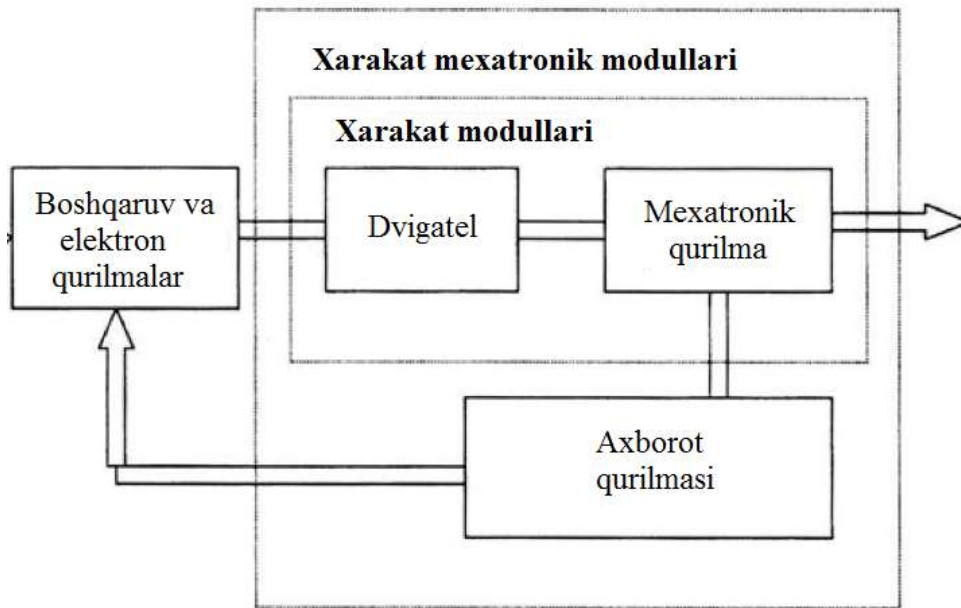 Xarakat mexatronik modullari
Xarakat modullari
Boshqaruv va
elektron
qurilmalar
Dvigatel
Mexatronik
qurilma
Axborot
qurilmasi